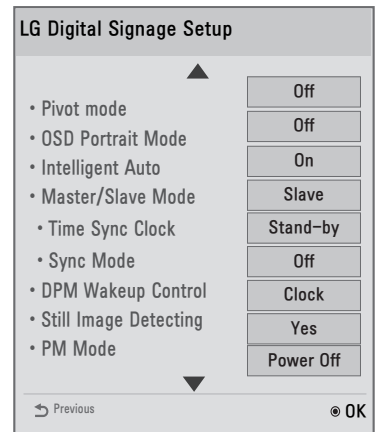 LG Digital Signage Setup
• Pivot mode
Off
• OSD Portrait Mode
Off
• Intelligent Auto
On
• Master/Slave Mode
Slave
• Time Sync Clock
Stand-by
• Sync Mode
Off
• DPM Wakeup Control
Clock
• Still Image Detecting
Yes
• PM Mode
Power Off
Previous
OK